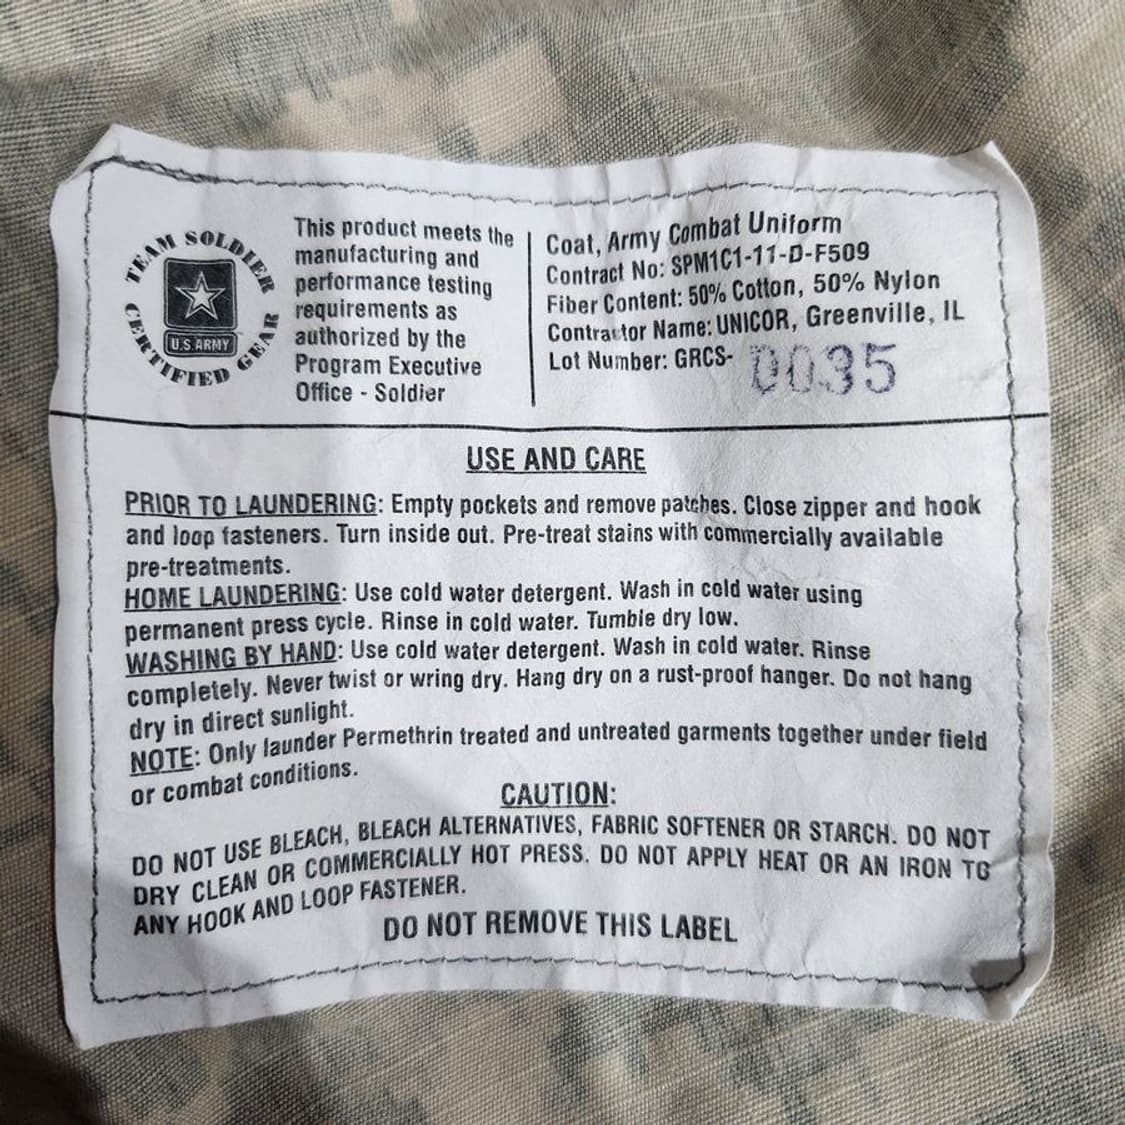 TEAM SOLDIER
CERTIFIED GEAR
U.S.ARMY
This product meets the
manufacturing and
performance testing
requirements as
authorized by the
Program Executive
Office - Soldier
Coat, Army Combat Uniform
Contract No: SPM1C1-11-D-F509
Fiber Content: 50% Cotton, 50% Nylon
Contractor Name: UNICOR, Greenville, IL
Lot Number: GRCS- 0035
USE AND CARE
PRIOR TO LAUNDERING: Empty pockets and remove patches. Close zipper and hook
and loop fasteners. Turn inside out. Pre-treat stains with commercially available
pre-treatments.
HOME LAUNDERING: Use cold water detergent. Wash in cold water using
permanent press cycle. Rinse in cold water. Tumble dry low.
WASHING BY HAND: Use cold water detergent. Wash in cold water. Rinse
completely. Never twist or wring dry. Hang dry on a rust-proof hanger. Do not hang
dry in direct sunlight.
NOTE: Only launder Permethrin treated and untreated garments together under field
or combat conditions.
CAUTION:
DO NOT USE BLEACH, BLEACH ALTERNATIVES, FABRIC SOFTENER OR STARCH. DO NOT
DRY CLEAN OR COMMERCIALLY HOT PRESS. DO NOT APPLY HEAT OR AN IRON TO
ANY HOOK AND LOOP FASTENER.
DO NOT REMOVE THIS LABEL